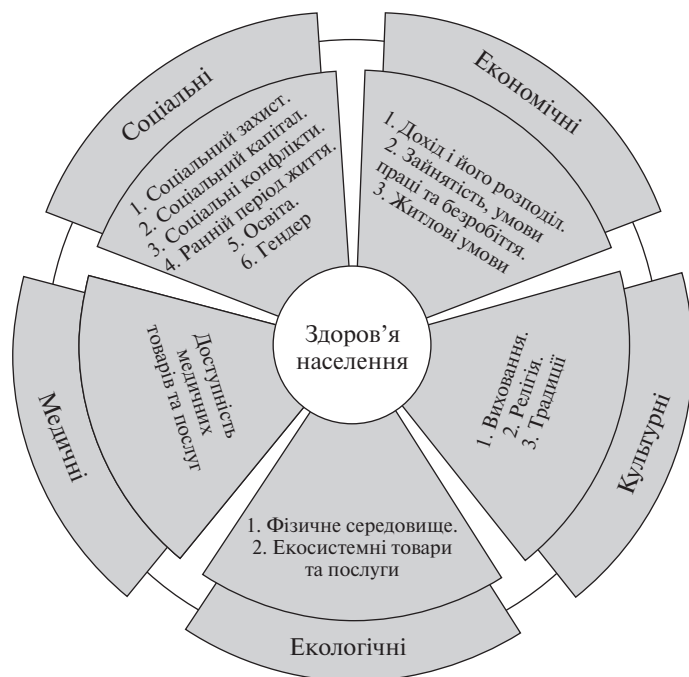 Соціальні
1. Соціальний захист.
2. Соціальний капітал.
3. Соціальні конфлікти.
4. Ранній період життя.
5. Освіта.
6. Гендер
Економічні
1. Дохід і його розподіл.
2. Зайнятість, умови
праці та безробіття.
3. Житлові умови
Здоров’я
населення
Медичні
Доступність
медичних
товарів та послуг
Культурні
1. Виховання.
2. Релігія.
3. Традиції
1. Фізичне середовище.
2. Екосистемні товари
та послуги
Екологічні